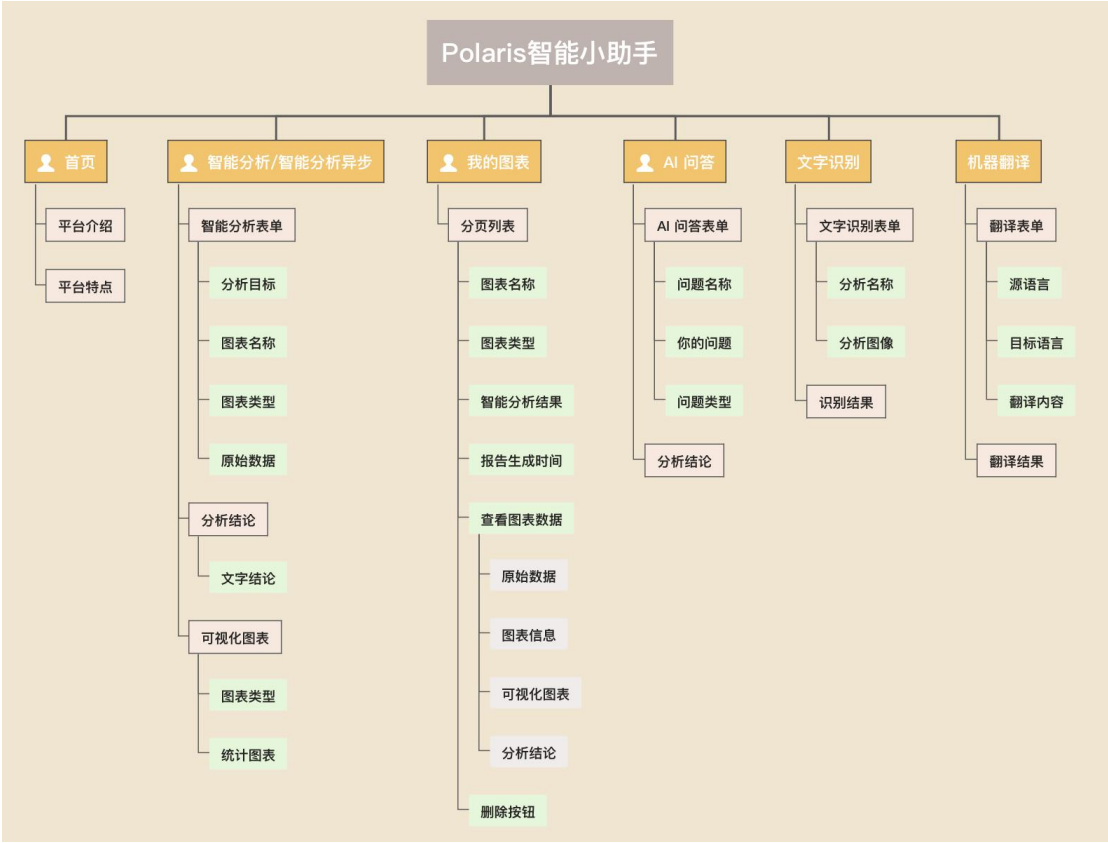 Polaris智能小助手
首页
平台介绍
平台特点
智能分析/智能分析异步
智能分析表单
分析目标
图表名称
图表类型
原始数据
分析结论
文字结论
可视化图表
图表类型
统计图表
我的图表
分页列表
图表名称
图表类型
智能分析结果
报告生成时间
查看图表数据
原始数据
图表信息
可视化图表
分析结论
删除按钮
AI 问答
AI 问答表单
问题名称
你的问题
问题类型
分析结论
文字识别
文字识别表单
分析名称
分析图像
识别结果
机器翻译
翻译表单
源语言
目标语言
翻译内容
翻译结果